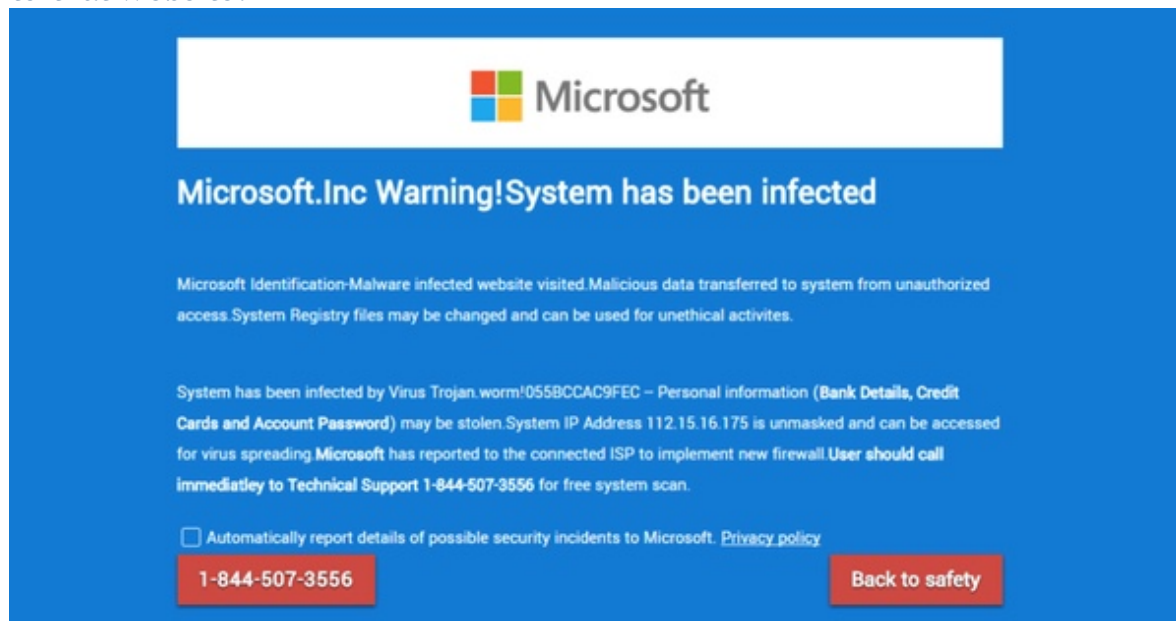 Microsoft
Microsoft.Inc Warning!System has been infected
Microsoft Identification-Malware infected website visited.Malicious data transferred to system from unauthorized
access.System Registry files may be changed and can be used for unethical activites.
System has been infected by Virus Trojan.worm!055BCCAC9FEC – Personal information (Bank Details, Credit
Cards and Account Password) may be stolen.System IP Address 112.15.16.175 is unmasked and can be accessed
for virus spreading.Microsoft has reported to the connected ISP to implement new firewall.User should call
immediatley to Technical Support 1-844-507-3556 for free system scan.
Automatically report details of possible security incidents to Microsoft. Privacy policy
1-844-507-3556 Back to safety